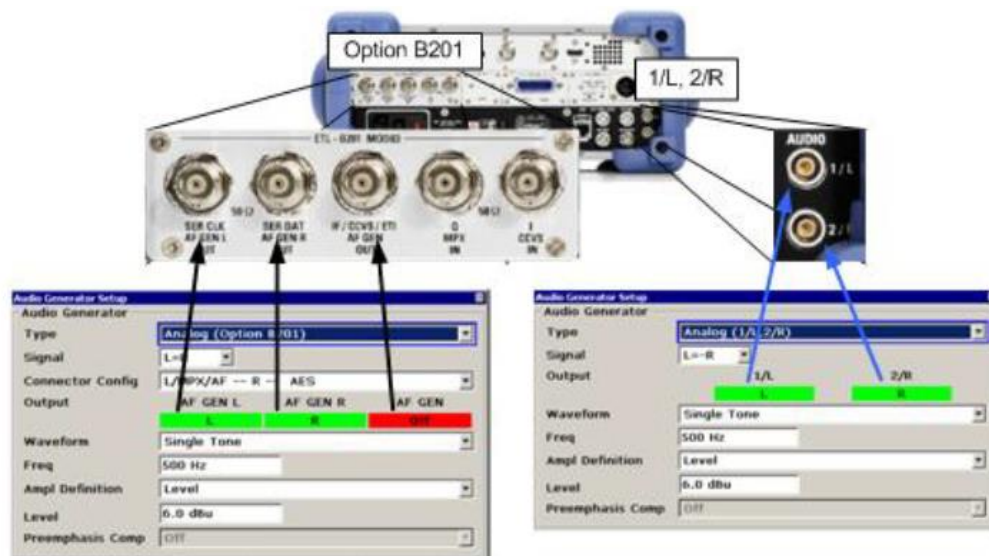 Option B201
1/L, 2/R
ETL - B201 MOD03
AUDIO
1/L
2/
50 Ω
50 Ω
SER CLK
AF GEN L
OUT
SER DAT
AF GEN R
OUT
IF / CCVS / ETI
AF GEN
OUT
Q
MPX
IN
I
CCVS
IN
Audio Generator Setup
Audio Generator
Type
Analog (Option B201)
Signal
Connector Config
L/MPX/AF -- R -- AES
Output
AF GEN L
AF GEN R
AF GEN
L
R
Off
Waveform
Single Tone
Freq
500 Hz
Ampl Definition
Level
Level
6.0 dBu
Preemphasis Comp
Off
Audio Generator Setup
Audio Generator
Type
Analog (1/L,2/R)
Signal
L=-R
Output
1/L
2/R
L
R
Waveform
Single Tone
Freq
500 Hz
Ampl Definition
Level
Level
6.0 dBu
Preemphasis Comp
Off